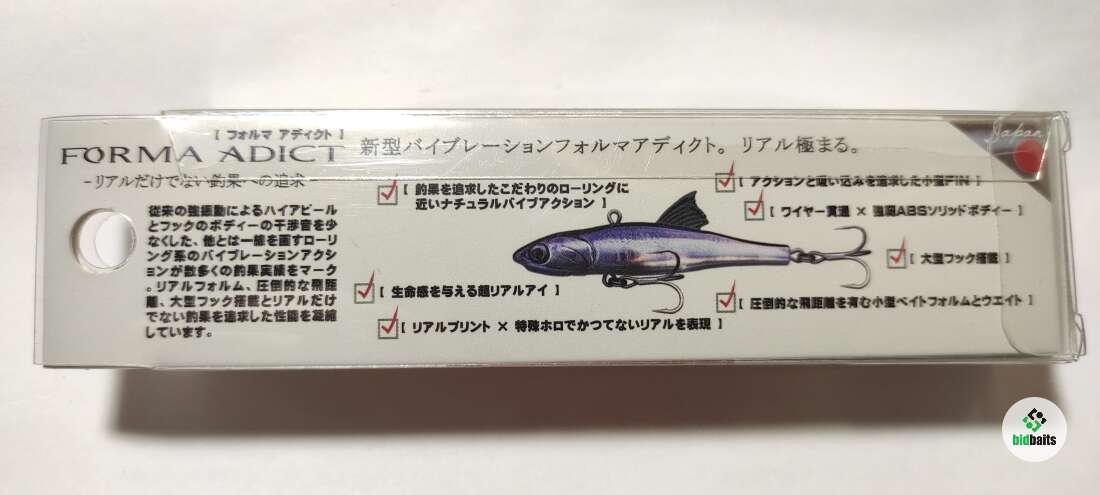 [ フォルマ アディクト ]
FORMA ADICT
新型バイブレーションフォルマアディクト。リアル極まる。
Japan
－リアルだけでない釣果への追求－
従来の強振動によるハイアピール
とフックのボディーの干渉音を少
なくした、他とは一線を画すローリ
ング系のバイブレーションアクシ
ョンが数多くの釣果実績をマーク
。リアルフォルム、圧倒的な飛距
離、大型フック搭載とリアルだけ
でない釣果を追求した性能を凝縮
しています。
[ 釣果を追求したこだわりのローリングに
近いナチュラルバイブアクション ]
[ アクションと吸い込みを追求した小型FIN ]
[ ワイヤー貫通 × 強固ABSソリッドボディー ]
[ 大型フック搭載 ]
[ 生命感を与える超リアルアイ ]
[ 圧倒的な飛距離を有む小型ベイトフォルムとウエイト ]
[ リアルプリント × 特殊ホロでかつてないリアルを表現 ]
bidbaits